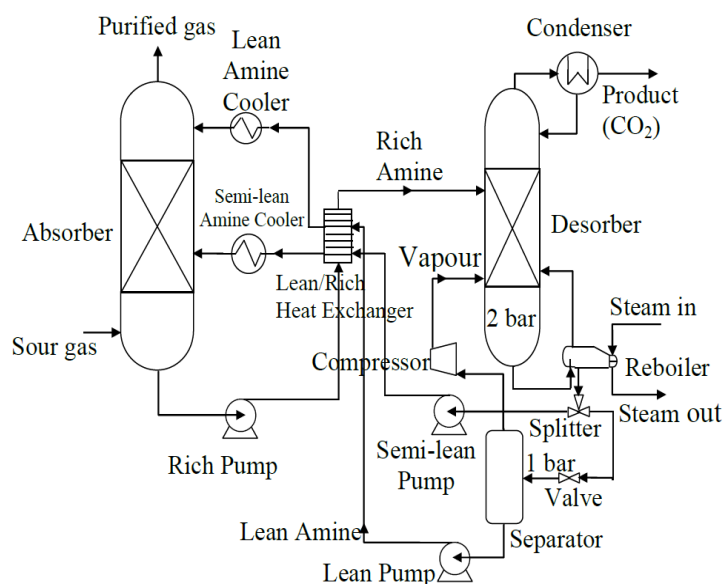 Purified gas
Lean
Amine
Cooler
Condenser
Product
(CO2)
Rich
Amine
Semi-lean
Amine Cooler
Absorber
Desorber
Vapour
Lean/Rich
Heat Exchanger
2 bar
Steam in
Sour gas
Compressor
Reboiler
Steam out
Splitter
Rich Pump
Semi-lean
Pump
1 bar
Valve
Lean Amine
Separator
Lean Pump